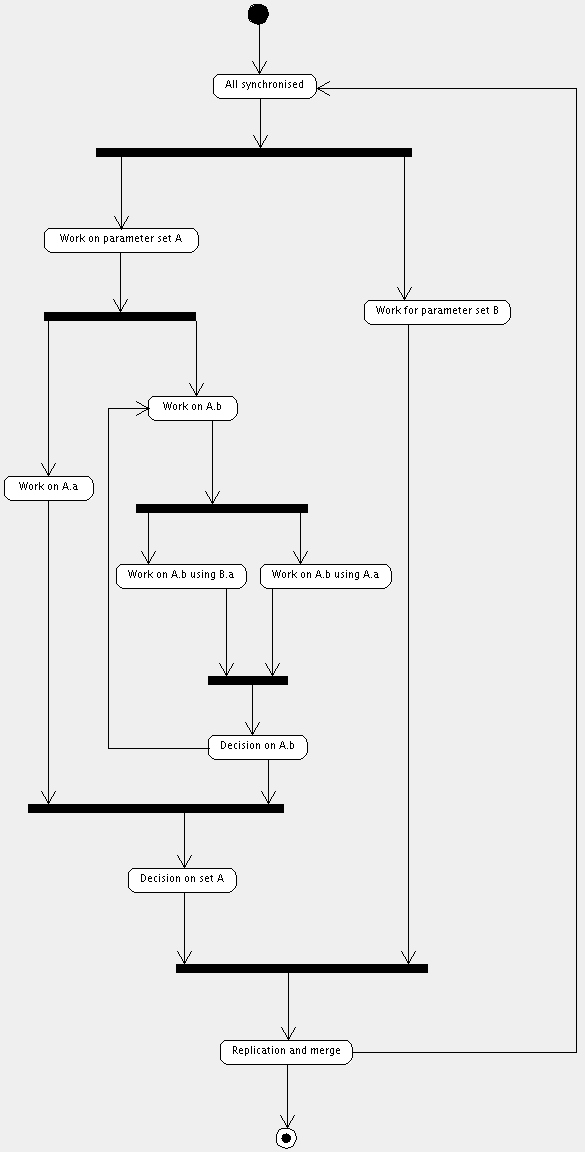 All synchronised
Work on parameter set A
Work for parameter set B
Work on A.b
Work on A.a
Work on A.b using B.a
Work on A.b using A.a
Decision on A.b
Decision on set A
Replication and merge